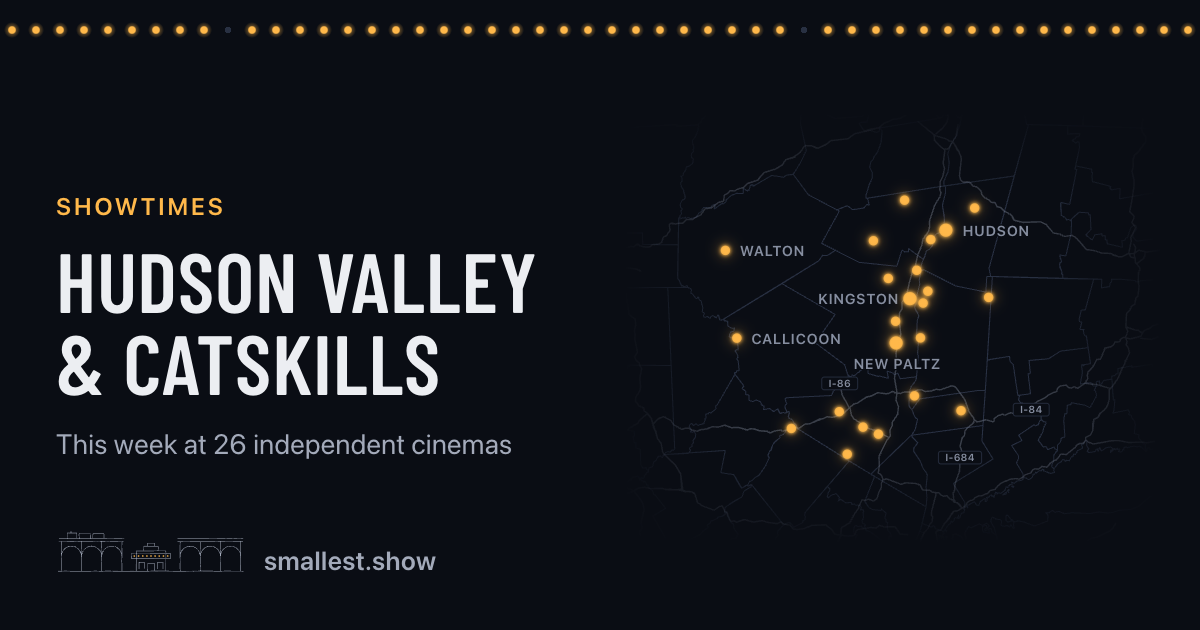 SHOWTIMES
HUDSON VALLEY
& CATSKILLS
This week at 26 independent cinemas
smallest.show
HUDSON
WALTON
KINGSTON
CALLICOON
NEW PALTZ
I-86
I-84
I-684